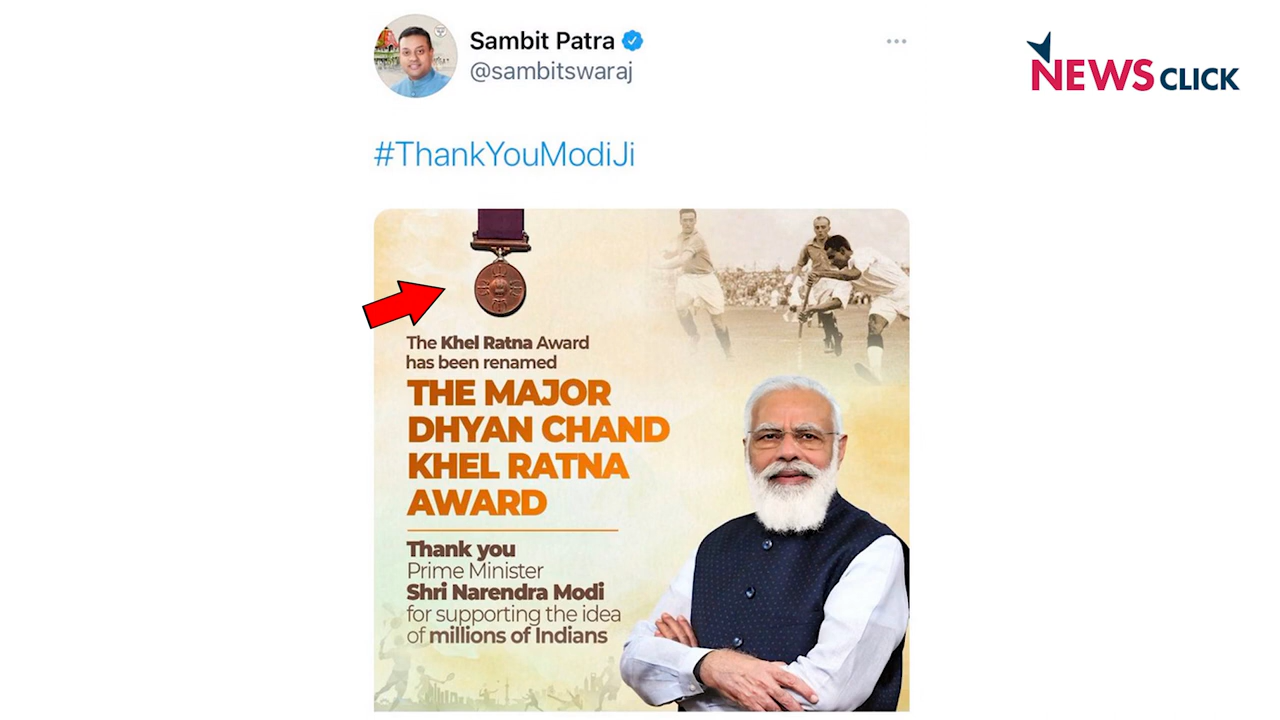 Sambit Patra
@sambitswaraj
NEWS CLICK
#ThankYouModiJi
The Khel Ratna Award
has been renamed
THE MAJOR
DHYAN CHAND
KHEL RATNA
AWARD
Thank you
Prime Minister
Shri Narendra Modi
for supporting the idea
of millions of Indians